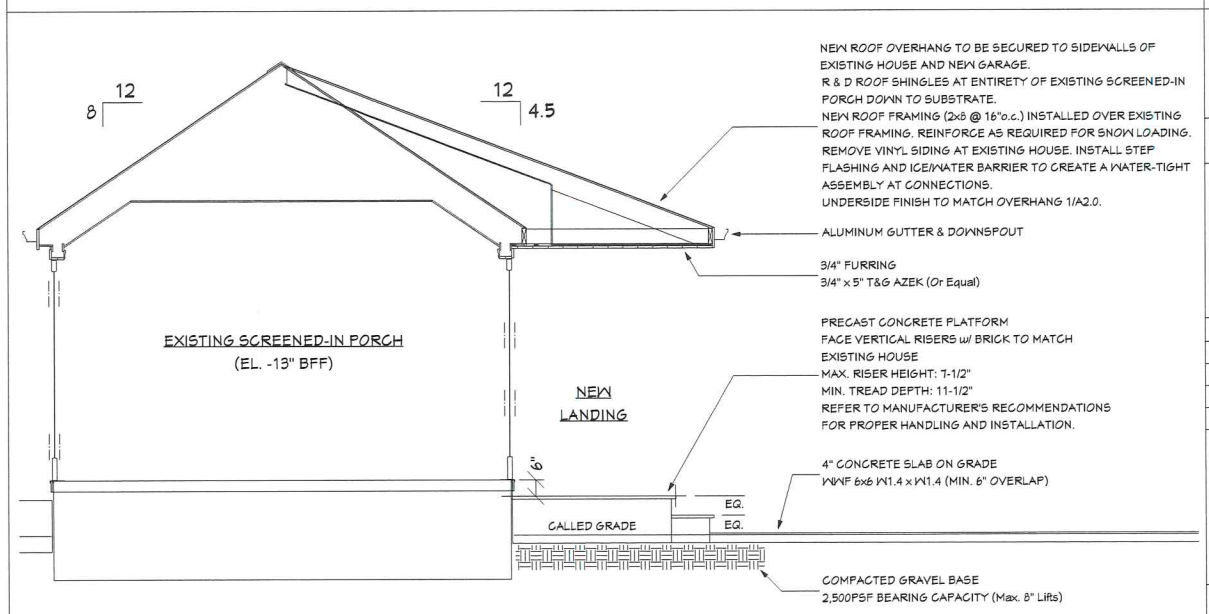 NEW ROOF OVERHANG TO BE SECURED TO SIDEWALLS OF
EXISTING HOUSE AND NEW GARAGE.
R & D ROOF SHINGLES AT ENTIRETY OF EXISTING SCREENED-IN
PORCH DOWN TO SUBSTRATE.
NEW ROOF FRAMING (2x8 @ 16"o.c.) INSTALLED OVER EXISTING
ROOF FRAMING. REINFORCE AS REQUIRED FOR SNOW LOADING.
REMOVE VINYL SIDING AT EXISTING HOUSE. INSTALL STEP
FLASHING AND ICE/WATER BARRIER TO CREATE A WATER-TIGHT
ASSEMBLY AT CONNECTIONS.
UNDERSIDE FINISH TO MATCH OVERHANG 1/A2.0.
12
8
12
4.5
ALUMINUM GUTTER & DOWNSPOUT
3/4" FURRING
3/4" x 5" T&G AZEK (Or Equal)
EXISTING SCREENED-IN PORCH
(EL. -13" BFF)
NEW
LANDING
PRECAST CONCRETE PLATFORM
FACE VERTICAL RISERS w/ BRICK TO MATCH
EXISTING HOUSE
MAX. RISER HEIGHT: 7-1/2"
MIN. TREAD DEPTH: 11-1/2"
REFER TO MANUFACTURER'S RECOMMENDATIONS
FOR PROPER HANDLING AND INSTALLATION.
6"
4" CONCRETE SLAB ON GRADE
WWF 6x6 W1.4 x W1.4 (MIN. 6" OVERLAP)
EQ.
EQ.
CALLED GRADE
COMPACTED GRAVEL BASE
2,500PSF BEARING CAPACITY (Max. 8" Lifts)